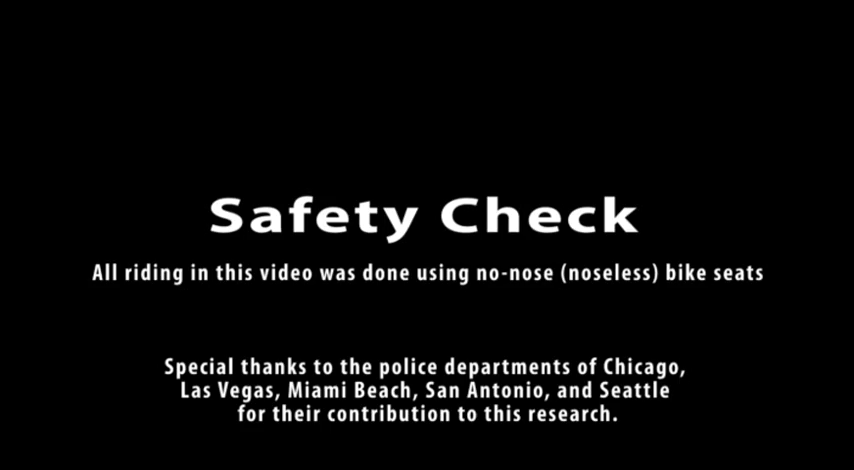 Safety Check
All riding in this video was done using no-nose (noseless) bike seats
Special thanks to the police departments of Chicago,
Las Vegas, Miami Beach, San Antonio, and Seattle
for their contribution to this research.